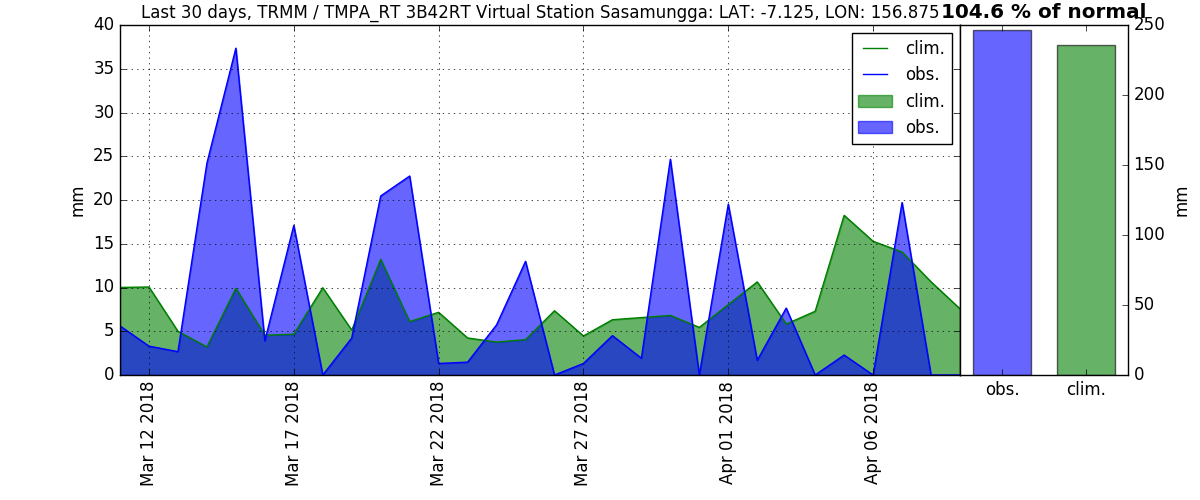 Last 30 days, TRMM / TMPA_RT 3B42RT Virtual Station Sasamungga: LAT: -7.125, LON: 156.875
104.6 % of normal
40
35
30
25
20
15
10
5
0
mm
clim.
obs.
clim.
obs.
Mar 12 2018
Mar 17 2018
Mar 22 2018
Mar 27 2018
Apr 01 2018
Apr 06 2018
250
200
150
100
50
0
mm
obs.
clim.